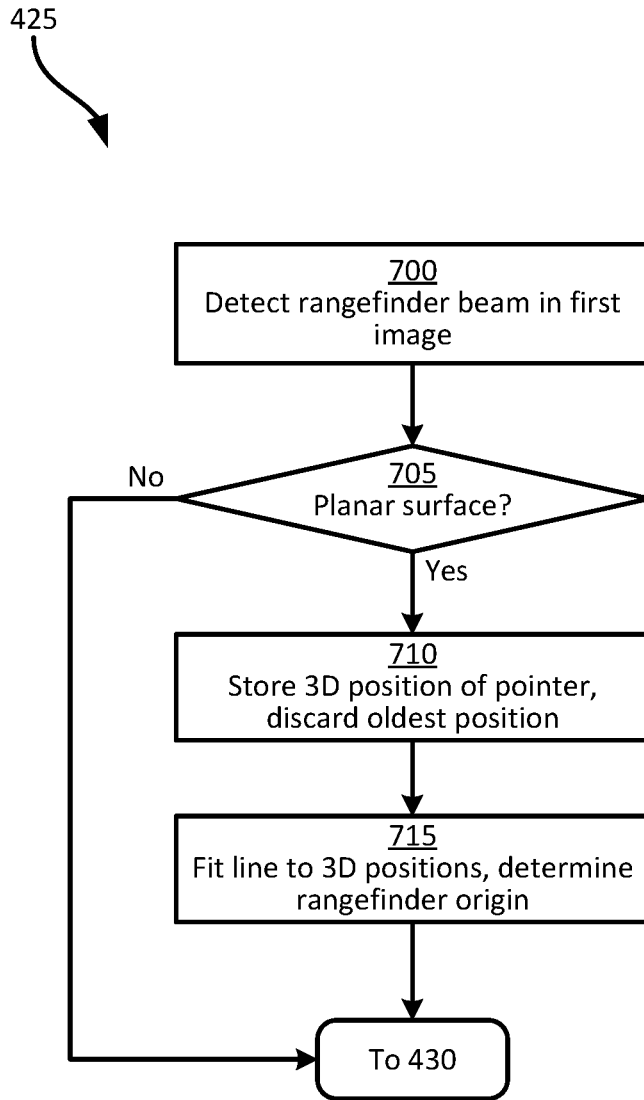 425
700
Detect rangefinder beam in first
image
705
Planar surface?
No
Yes
710
Store 3D position of pointer,
discard oldest position
715
Fit line to 3D positions, determine
rangefinder origin
To 430